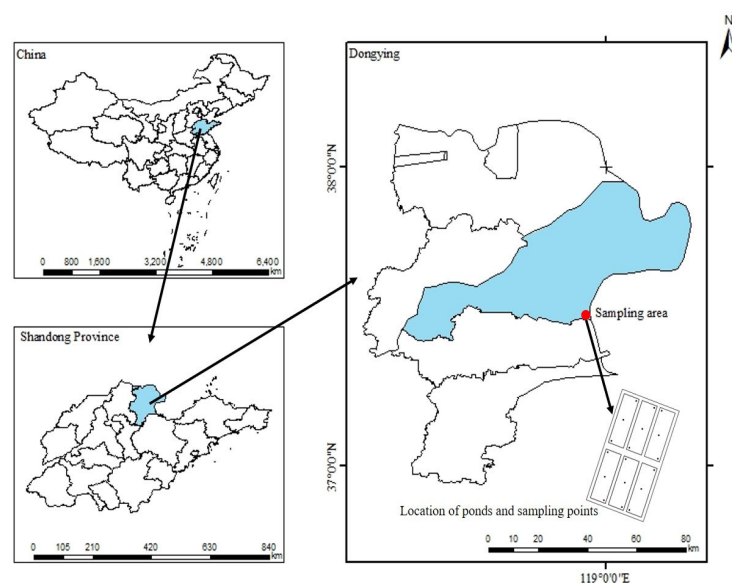 China
0 800 1,600 3,200 4,800 6,400
km
Shandong Province
0 105 210 420 630 840
km
N
Dongying
38°0'0"N
Sampling area
37°0'0"N
Location of ponds and sampling points
0 10 20 40 60 80
km
119°0'0"E